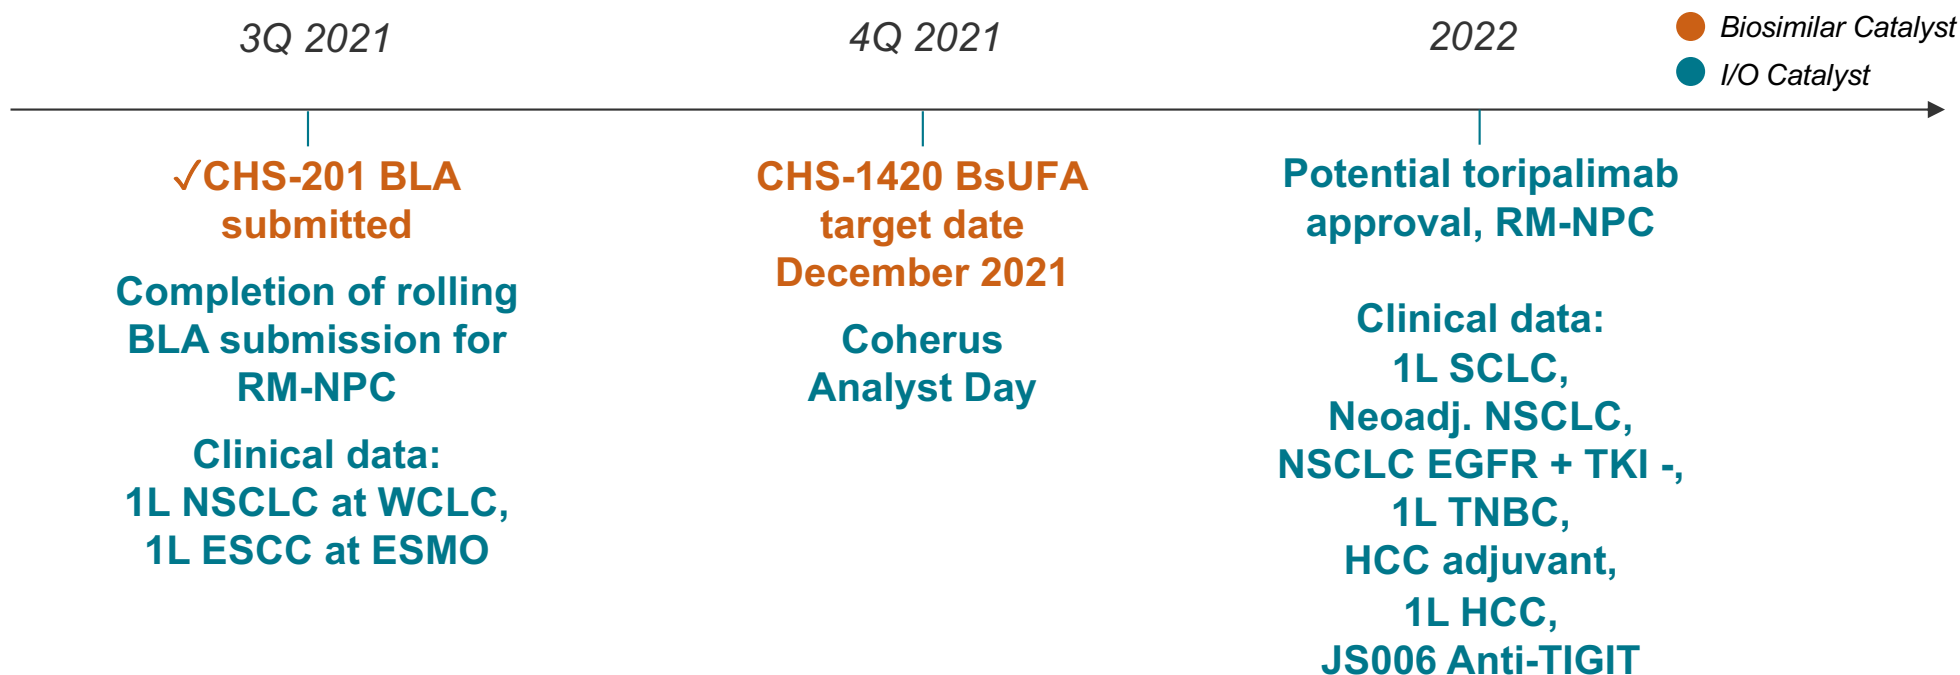 3Q 2021
4Q 2021
2022
Biosimilar Catalyst
I/O Catalyst
✓CHS-201 BLA
submitted
Completion of rolling
BLA submission for
RM-NPC
Clinical data:
1L NSCLC at WCLC,
1L ESCC at ESMO
CHS-1420 BsUFA
target date
December 2021
Coherus
Analyst Day
Potential toripalimab
approval, RM-NPC
Clinical data:
1L SCLC,
Neoadj. NSCLC,
NSCLC EGFR + TKI -,
1L TNBC,
HCC adjuvant,
1L HCC,
JS006 Anti-TIGIT